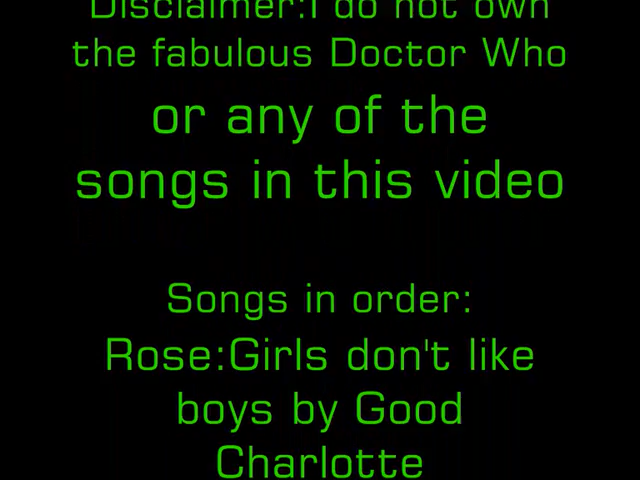 Disclaimer:I do not own
the fabulous Doctor Who
or any of the
songs in this video
Songs in order:
Rose:Girls don't like
boys by Good
Charlotte